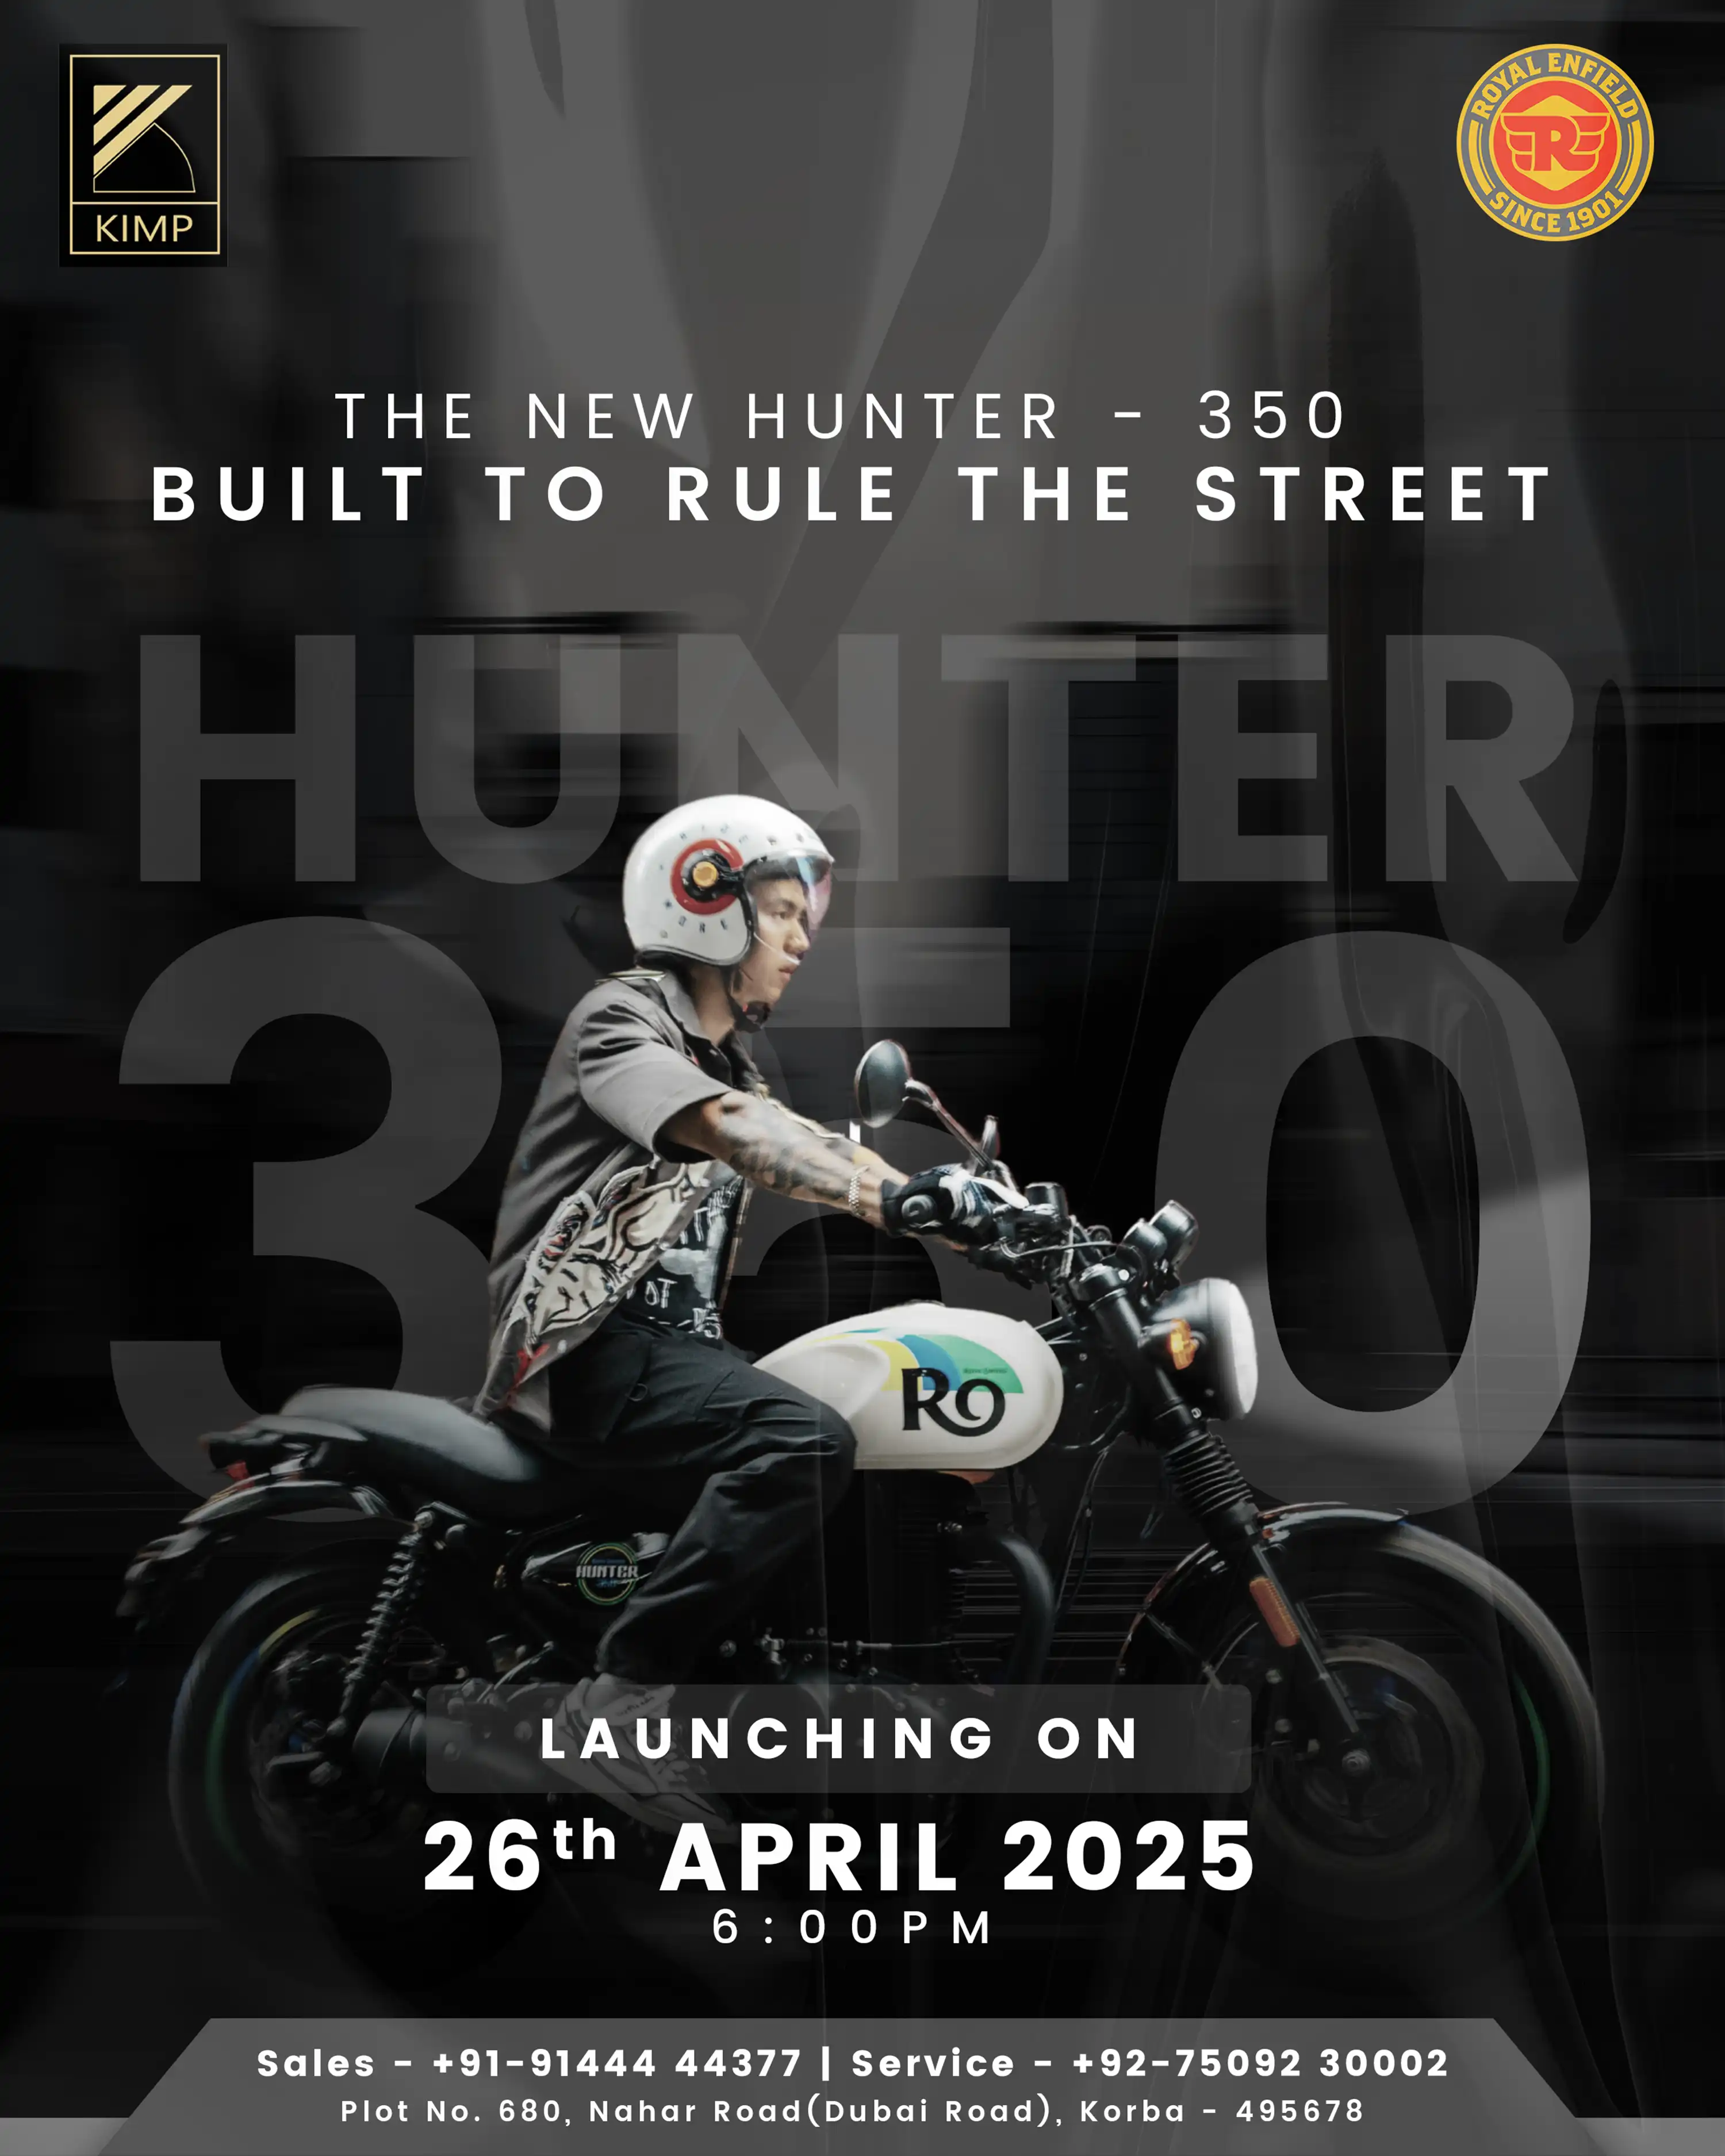 KIMP
ROYAL ENFIELD
R
SINCE 1901
THE NEW HUNTER - 350
BUILT TO RULE THE STREET
HUNTER
350
Ro
HUNTER
LAUNCHING ON
26th APRIL 2025
6:00PM
Sales - +91-91444 44377 | Service - +92-75092 30002
Plot No. 680, Nahar Road(Dubai Road), Korba - 495678